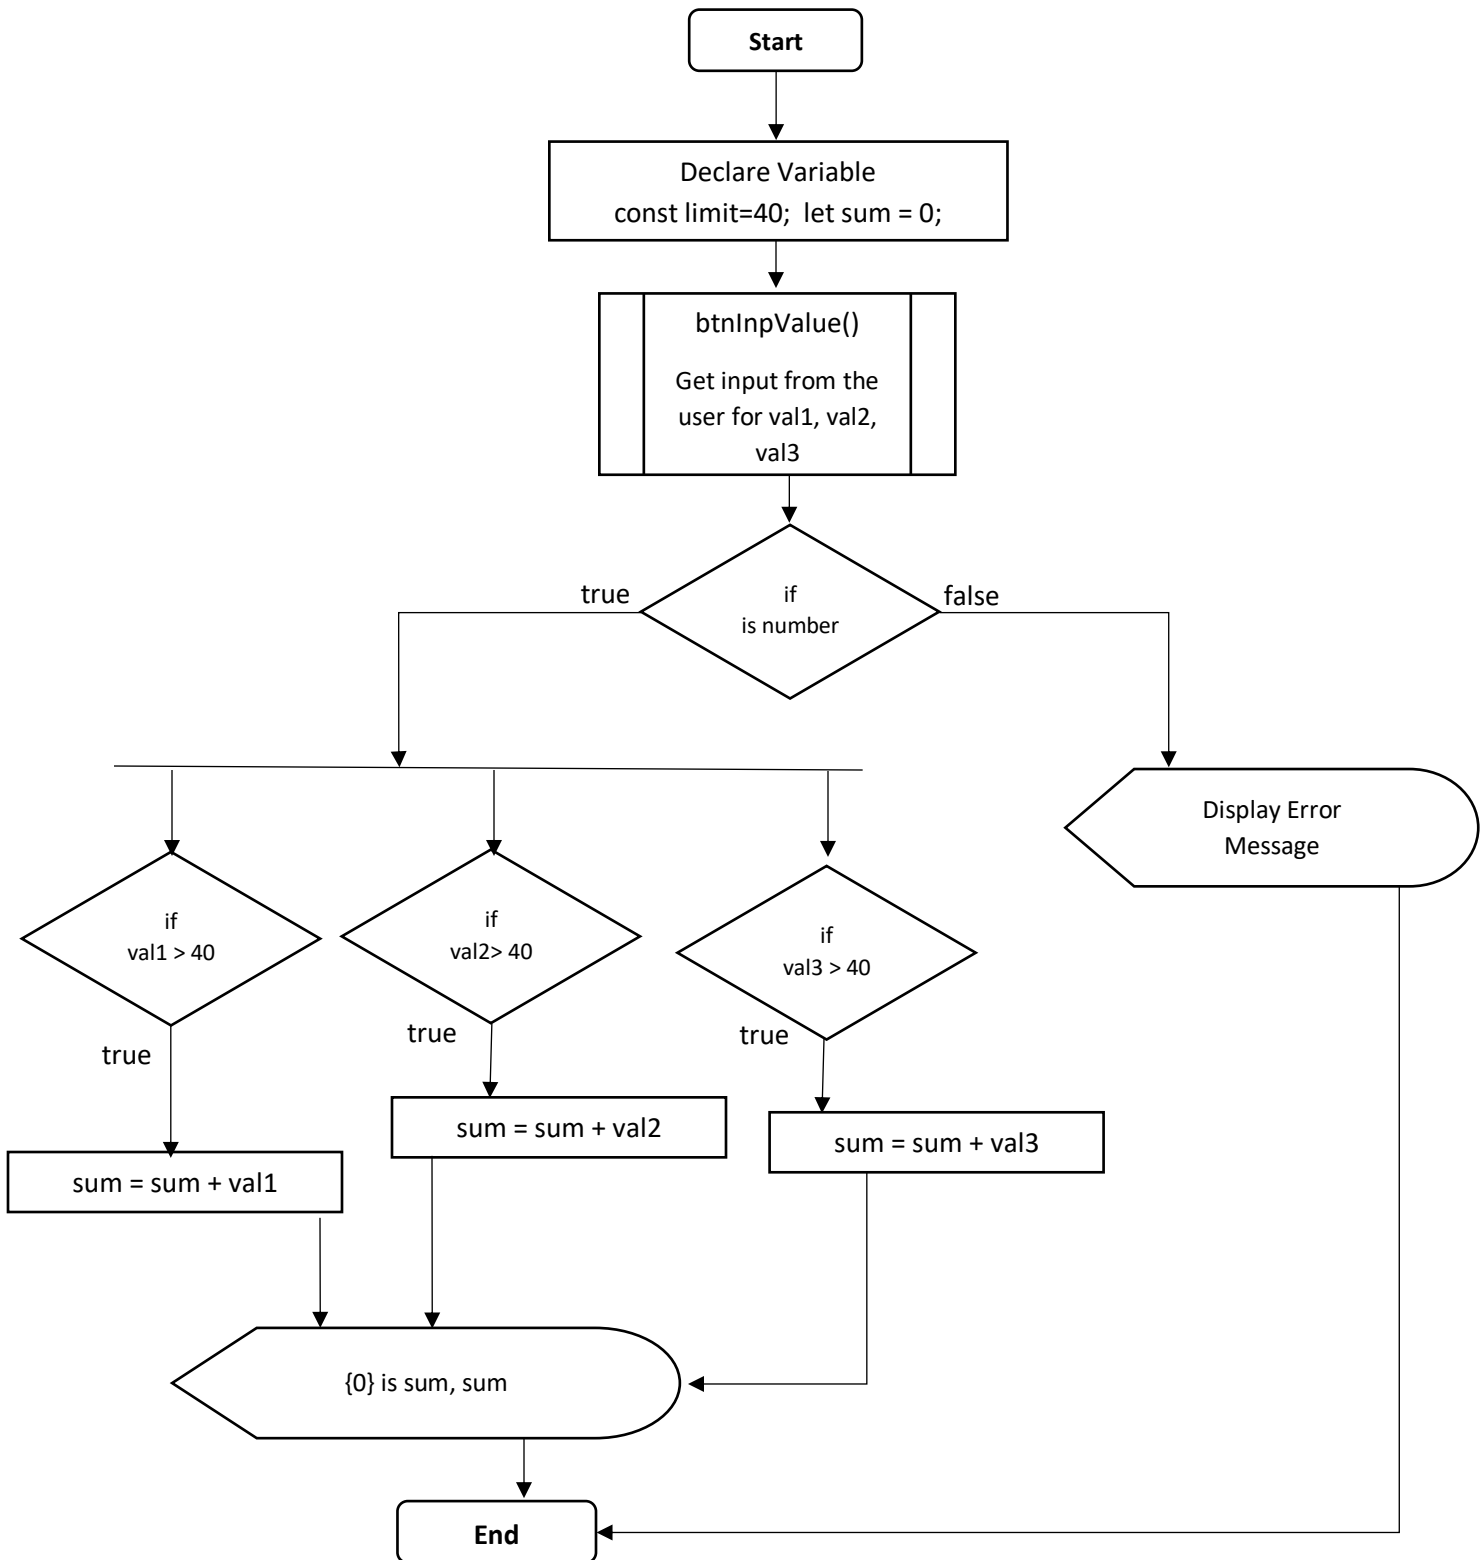 Start
Declare Variable
const limit=40;  let sum = 0;
btnInpValue()
Get input from the
user for val1, val2,
val3
true
if
is number
false
Display Error
Message
if
val1 > 40
if
val2> 40
if
val3 > 40
true
true
true
sum = sum + val1
sum = sum + val2
sum = sum + val3
{0} is sum, sum
End